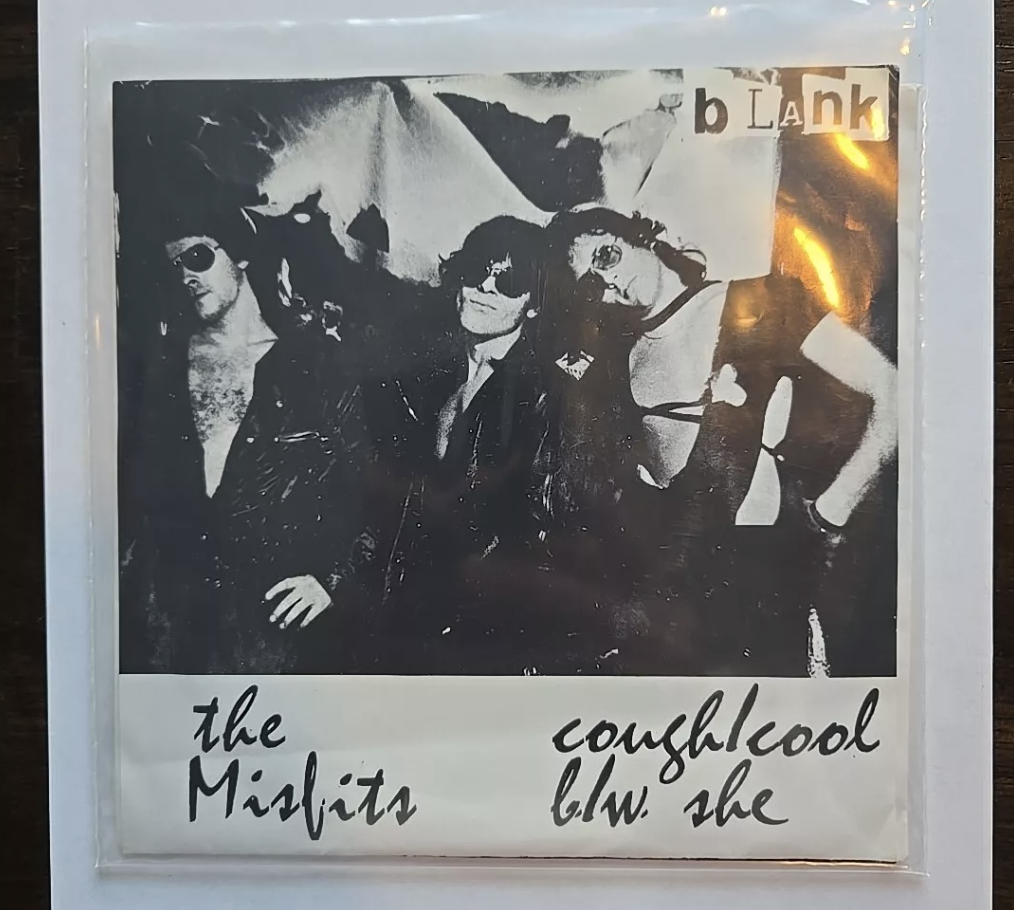 bLAnk
the
Misfits
cough/cool
b/w. she